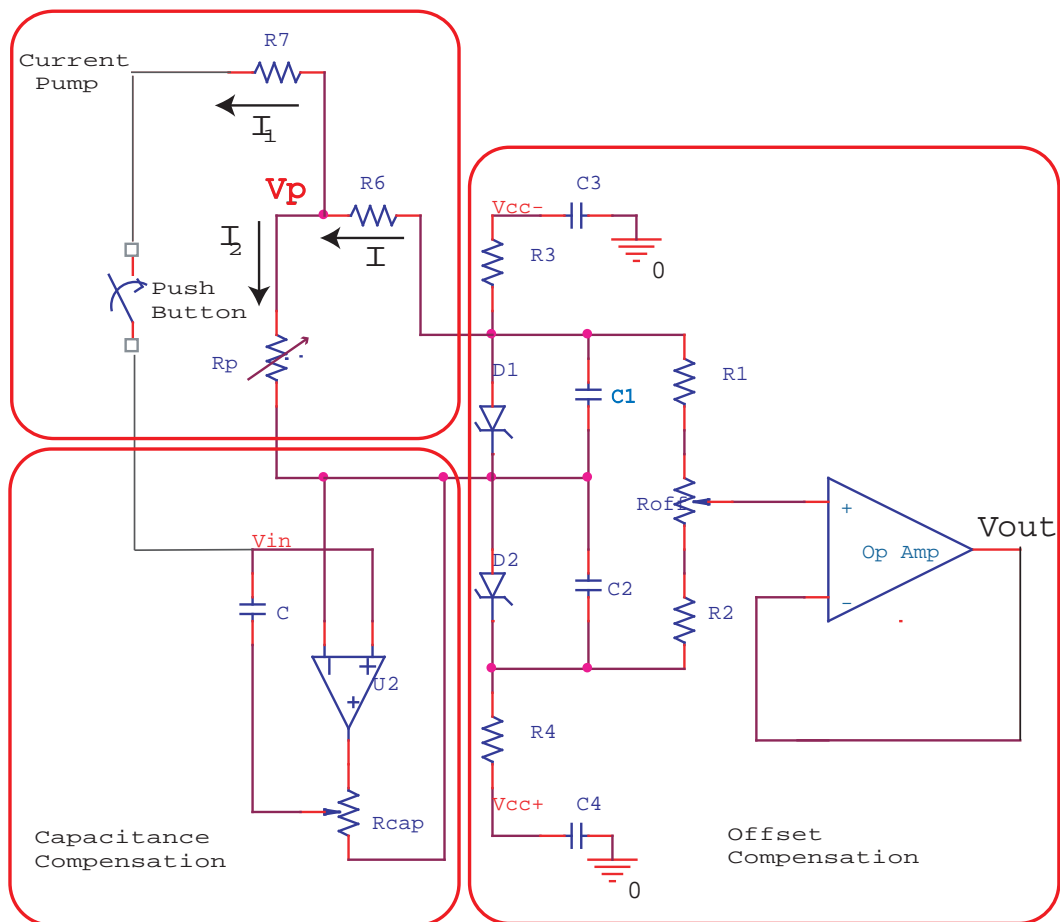 R7
Current
Pump
I1
Vp
R6
C3
Vcc-
I2
I
R3
0
Push
Button
Rp
D1
R1
C1
Roff
+
Vout
Op Amp
Vin
D2
C2
-
R2
C
U2
+
R4
Vcc+
C4
Rcap
Capacitance
Compensation
Offset
Compensation
0